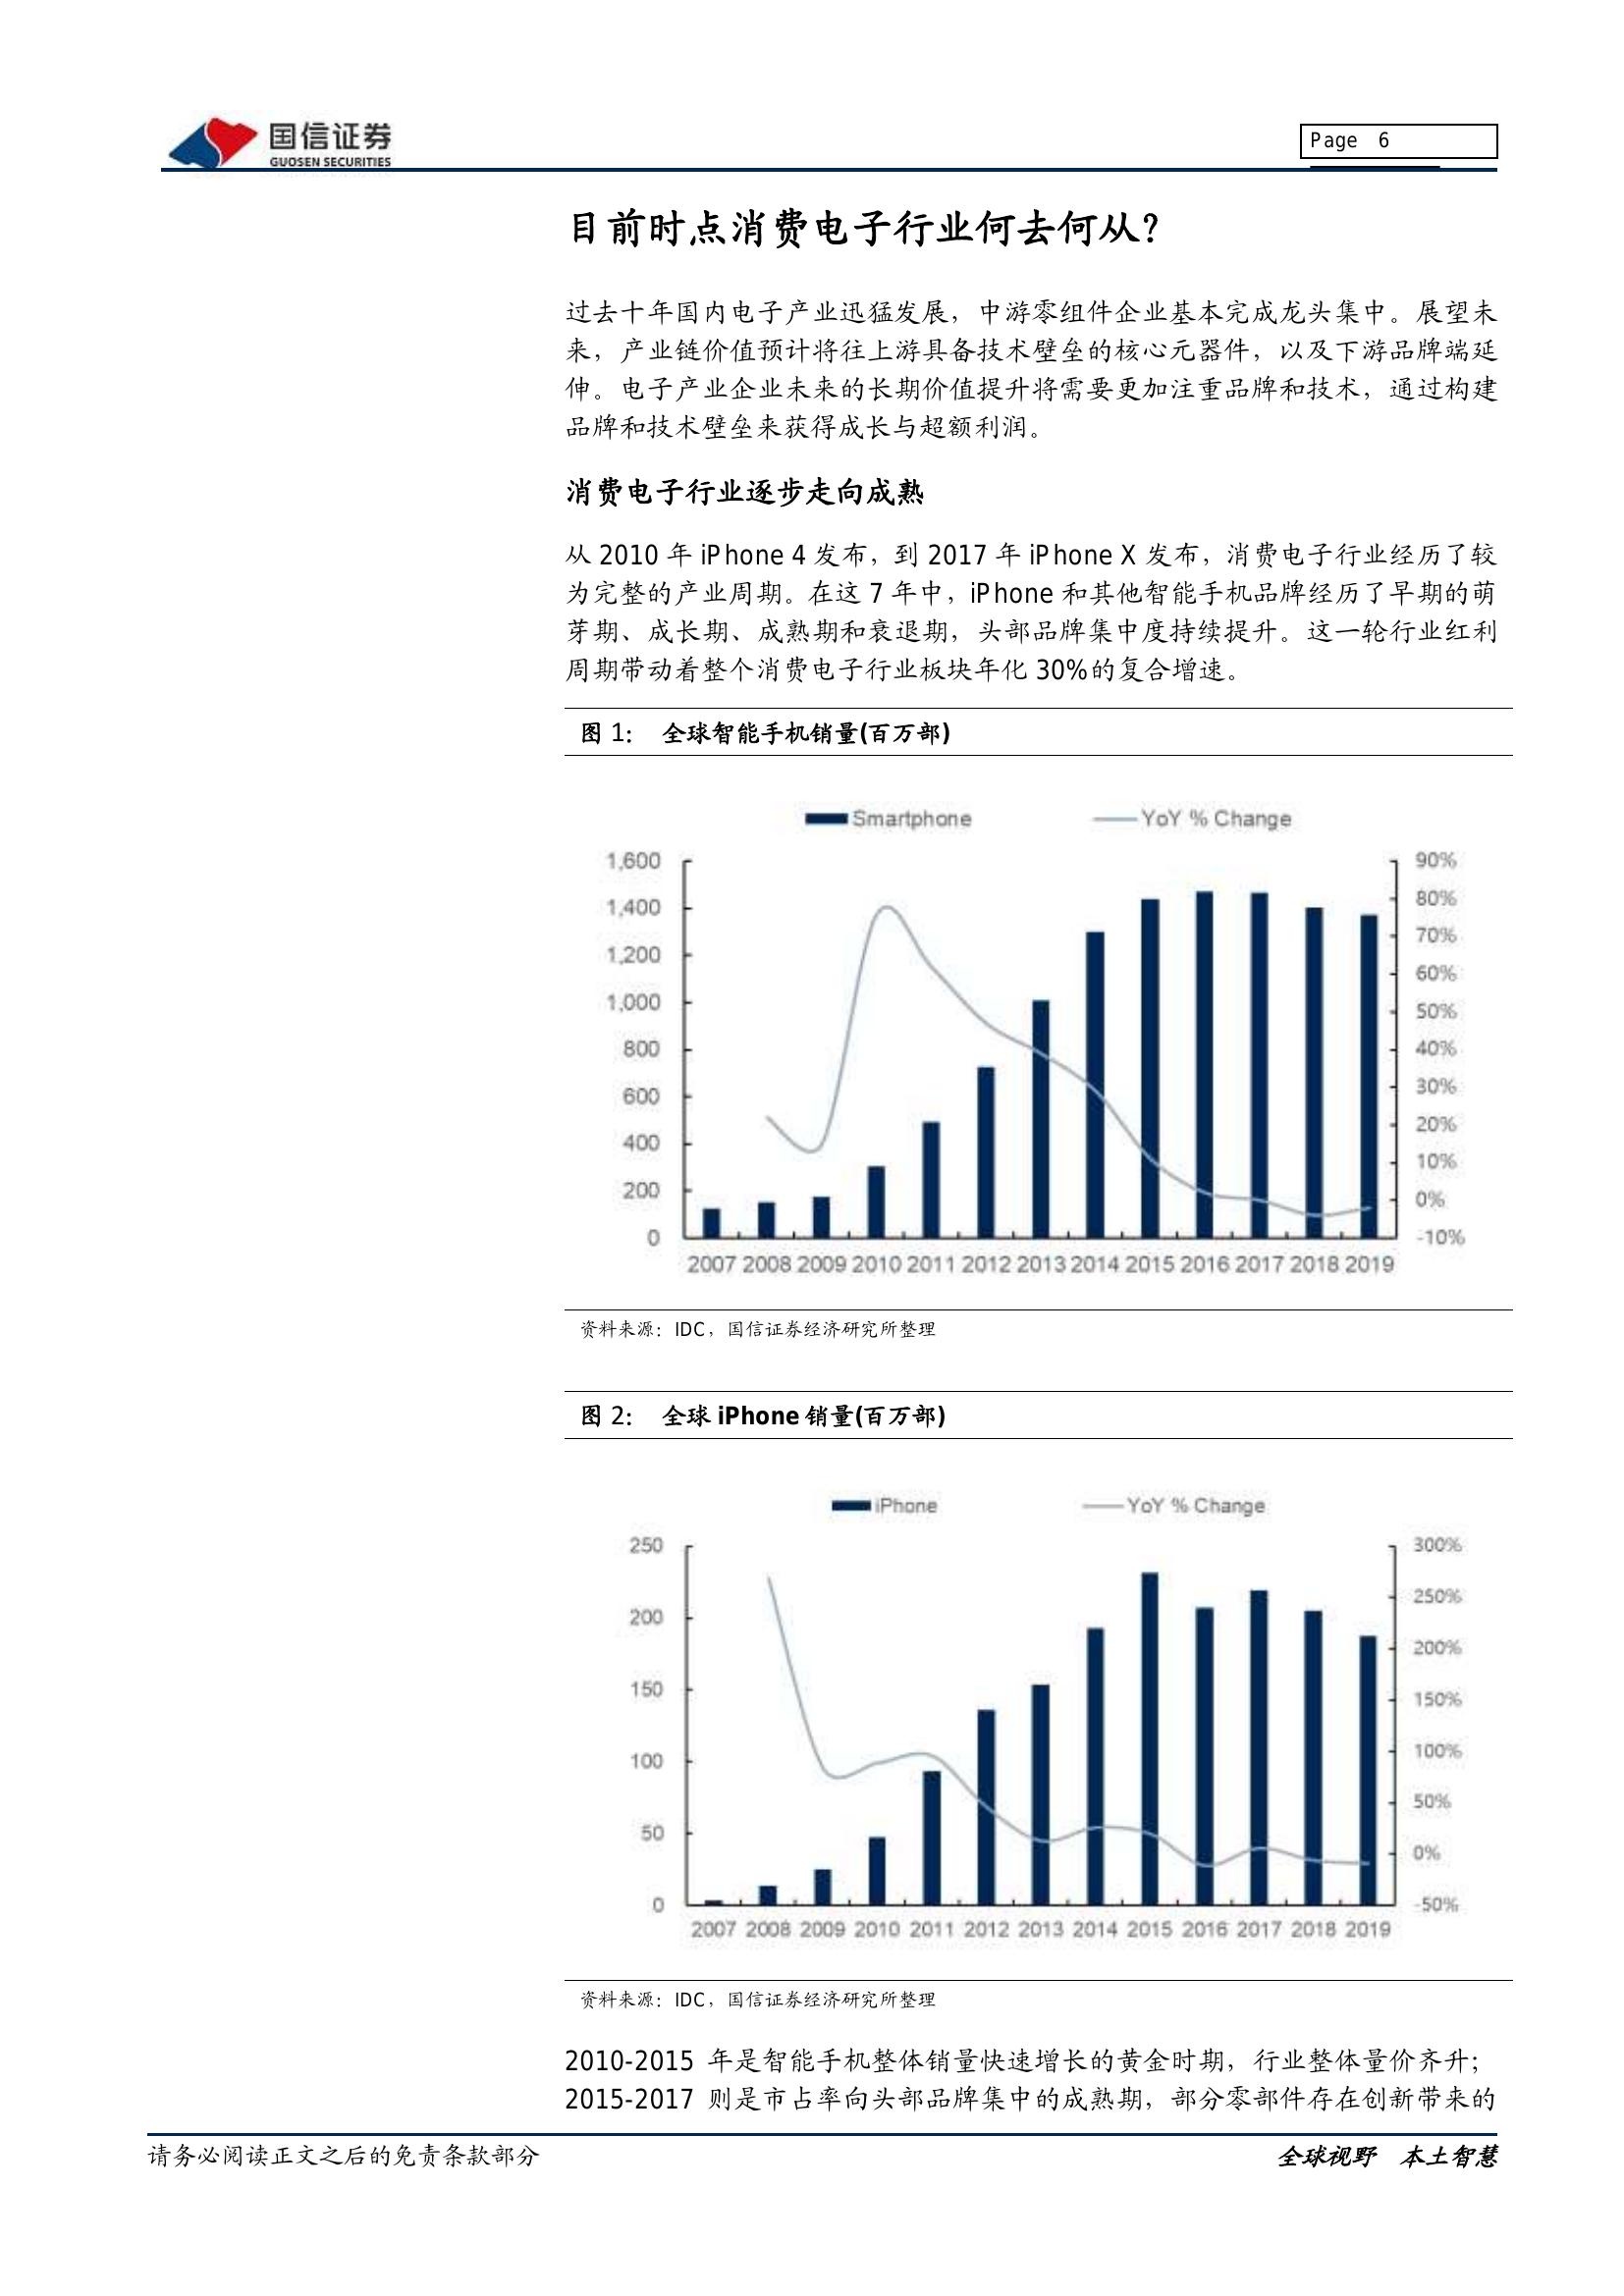 国信证券
GUOSEN SECURITIES
Page 6
目前时点消费电子行业何去何从?
过去十年国内电子产业迅猛发展，中游零组件企业基本完成龙头集中。展望未
来，产业链价值预计将往上游具备技术壁垒的核心元器件，以及下游品牌端延
伸。电子产业企业未来的长期价值提升将需要更加注重品牌和技术，通过构建
品牌和技术壁垒来获得成长与超额利润。
消费电子行业逐步走向成熟
从 2010 年 iPhone 4 发布，到 2017 年 iPhone X 发布，消费电子行业经历了较
为完整的产业周期。在这 7 年中，iPhone 和其他智能手机品牌经历了早期的萌
芽期、成长期、成熟期和衰退期，头部品牌集中度持续提升。这一轮行业红利
周期带动着整个消费电子行业板块年化 30%的复合增速。
图 1： 全球智能手机销量(百万部)
Smartphone YoY % Change
1,600 90%
1,400 80%
1,200 70%
1,000 60%
800 50%
600 40%
400 30%
200 20%
0 10%
0%
-10%
2007 2008 2009 2010 2011 2012 2013 2014 2015 2016 2017 2018 2019
资料来源：IDC，国信证券经济研究所整理
图 2： 全球 iPhone 销量(百万部)
iPhone YoY % Change
250 300%
200 250%
150 200%
100 150%
50 100%
0 50%
0%
-50%
2007 2008 2009 2010 2011 2012 2013 2014 2015 2016 2017 2018 2019
资料来源：IDC，国信证券经济研究所整理
2010-2015 年是智能手机整体销量快速增长的黄金时期，行业整体量价齐升；
2015-2017 则是市占率向头部品牌集中的成熟期，部分零部件存在创新带来的
请务必阅读正文之后的免责条款部分
全球视野 本土智慧